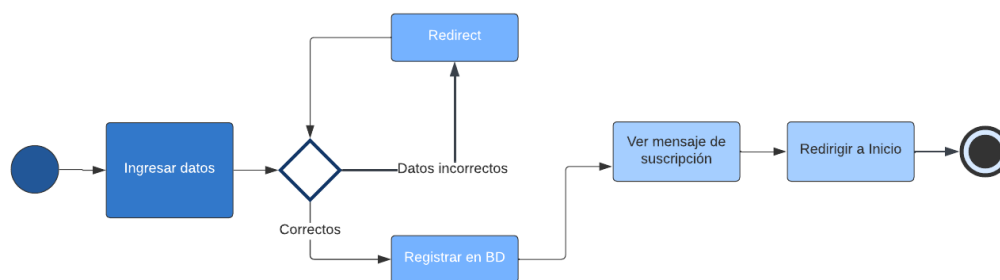 Redirect
Ingresar datos
Datos incorrectos
Correctos
Registrar en BD
Ver mensaje de
suscripción
Redirigir a Inicio